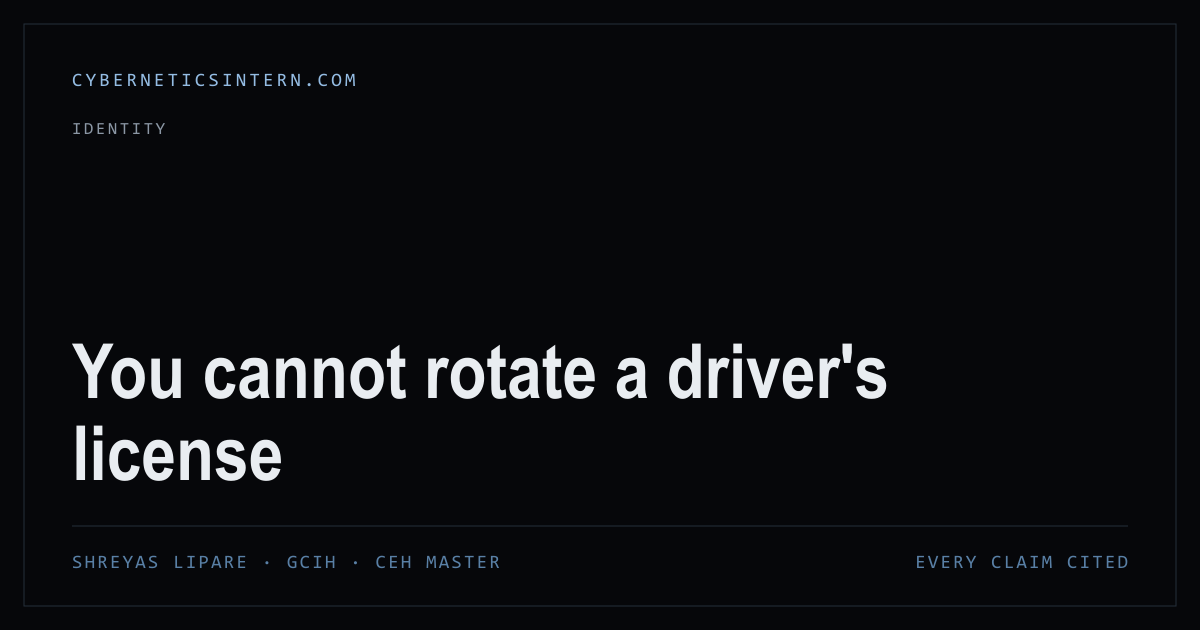 CYBERNETICSINTERN.COM
IDENTITY
You cannot rotate a driver's
license
SHREYAS LIPARE · GCIH · CEH MASTER
EVERY CLAIM CITED